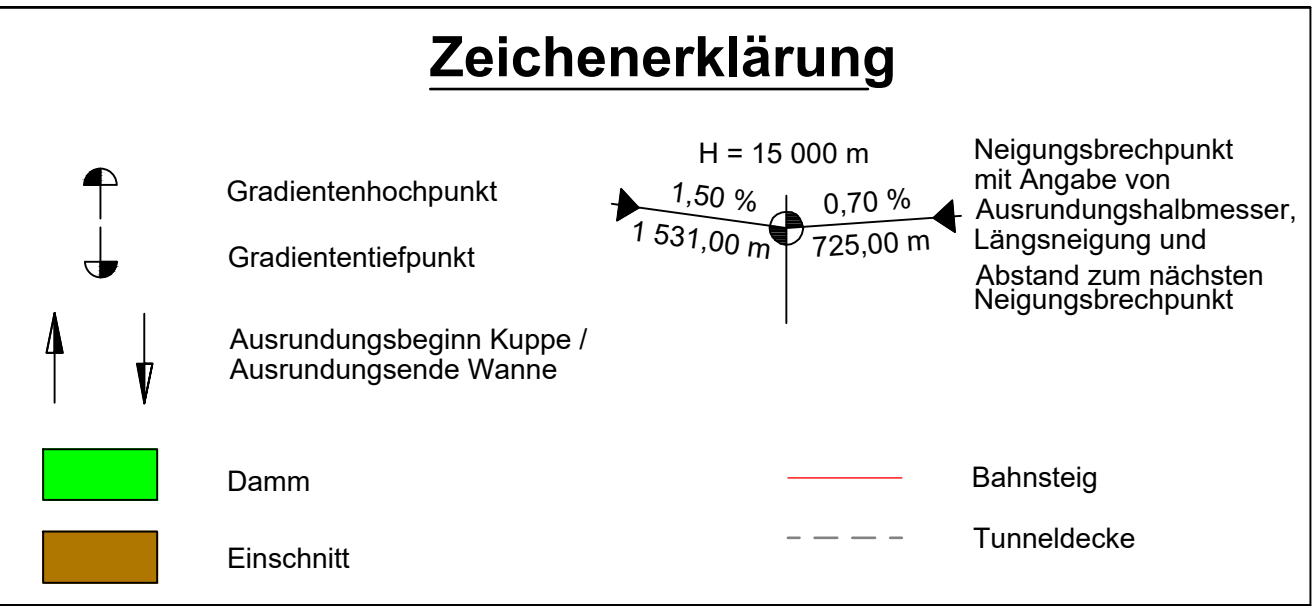 Zeichenerklärung
Gradientenhochpunkt
Gradiententiefpunkt
Ausrundungsbeginn Kuppe /
Ausrundungsende Wanne
Damm
Einschnitt
H = 15 000 m
1,50 %
0,70 %
1 531,00 m
725,00 m
Neigungsbrechpunkt
mit Angabe von
Ausrundungshalbmesser,
Längsneigung und
Abstand zum nächsten
Neigungsbrechpunkt
Bahnsteig
Tunneldecke